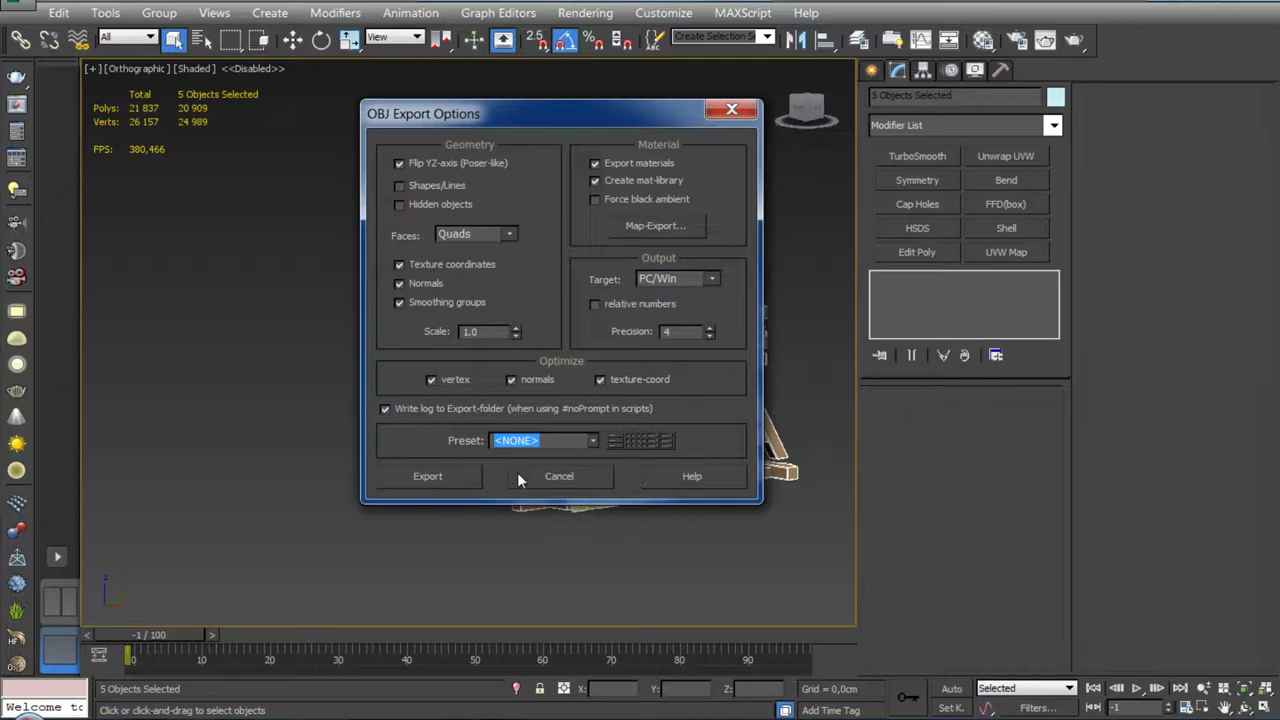 Edit Tools Group Views Create Modifiers Animation Graph Editors Rendering Customize MAXScript Help
All View 2.5 Create Selection Se
[+] [Orthographic] [Shaded] <<Disabled>>
Total 5 Objects Selected
Polys: 21 837 20 909
Verts: 26 157 24 989
FPS: 380,466
OBJ Export Options
Geometry
Flip YZ-axis (Poser-like)
Shapes/Lines
Hidden objects
Faces: Quads
Texture coordinates
Normals
Smoothing groups
Scale: 1.0
Material
Export materials
Create mat-library
Force black ambient
Map-Export...
Output
Target: PC/Win
relative numbers
Precision: 4
Optimize
vertex normals texture-coord
Write log to Export-folder (when using #noPrompt in scripts)
Preset: <NONE>
Export Cancel Help
5 Objects Selected
Modifier List
TurboSmooth Unwrap UVW
Symmetry Bend
Cap Holes FFD(box)
HSDS Shell
Edit Poly UVW Map
z
< -1 / 100 >
0 10 20 30 40 50 60 70 80 90
5 Objects Selected X: Y: Z: Grid = 0,0cm Auto Selected
Welcome to Click or click-and-drag to select objects Add Time Tag Set K. Filters... -1